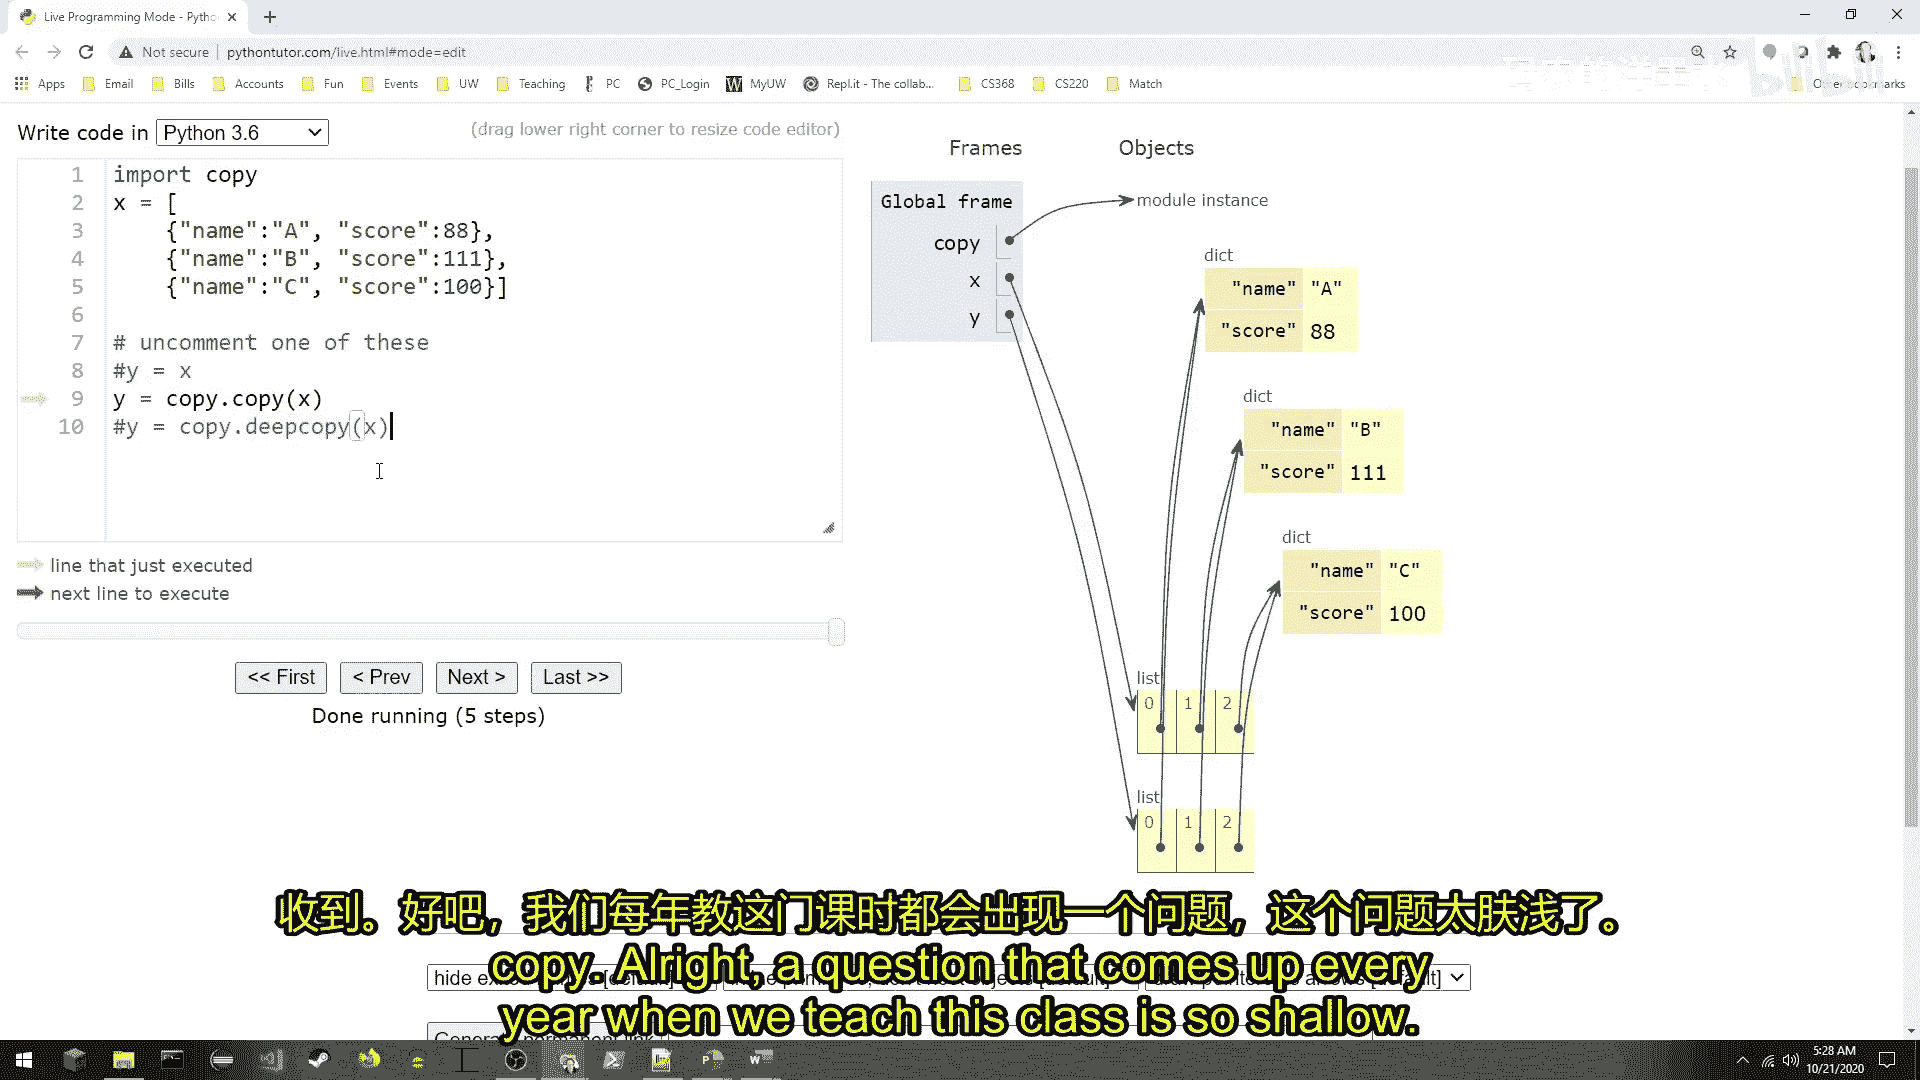 Live Programming Mode - Pytho
Not secure
pythontutor.com/live.html#mode=edit
Apps
Email
Bills
Accounts
Fun
Events
UW
Teaching
PC
PC_Login
MyUW
Repl.it - The collab...
CS368
CS220
Match
Other bookmarks
bilibili
Write code in Python 3.6
(drag lower right corner to resize code editor)
1 import copy
2 x = [
3 {"name":"A", "score":88},
4 {"name":"B", "score":111},
5 {"name":"C", "score":100}]
6
7 # uncomment one of these
8 #y = x
9 y = copy.copy(x)
10 #y = copy.deepcopy(x)
line that just executed
next line to execute
<< First
< Prev
Next >
Last >>
Done running (5 steps)
Frames
Objects
Global frame
copy
x
y
module instance
dict
"name" "A"
"score" 88
dict
"name" "B"
"score" 111
dict
"name" "C"
"score" 100
list
0 1 2
list
0 1 2
收到。好吧，我们每年教这门课时都会出现一个问题，这个问题太肤浅了。
copy. Alright, a question that comes up every
year when we teach this class is so shallow.
5:28 AM
10/21/2020